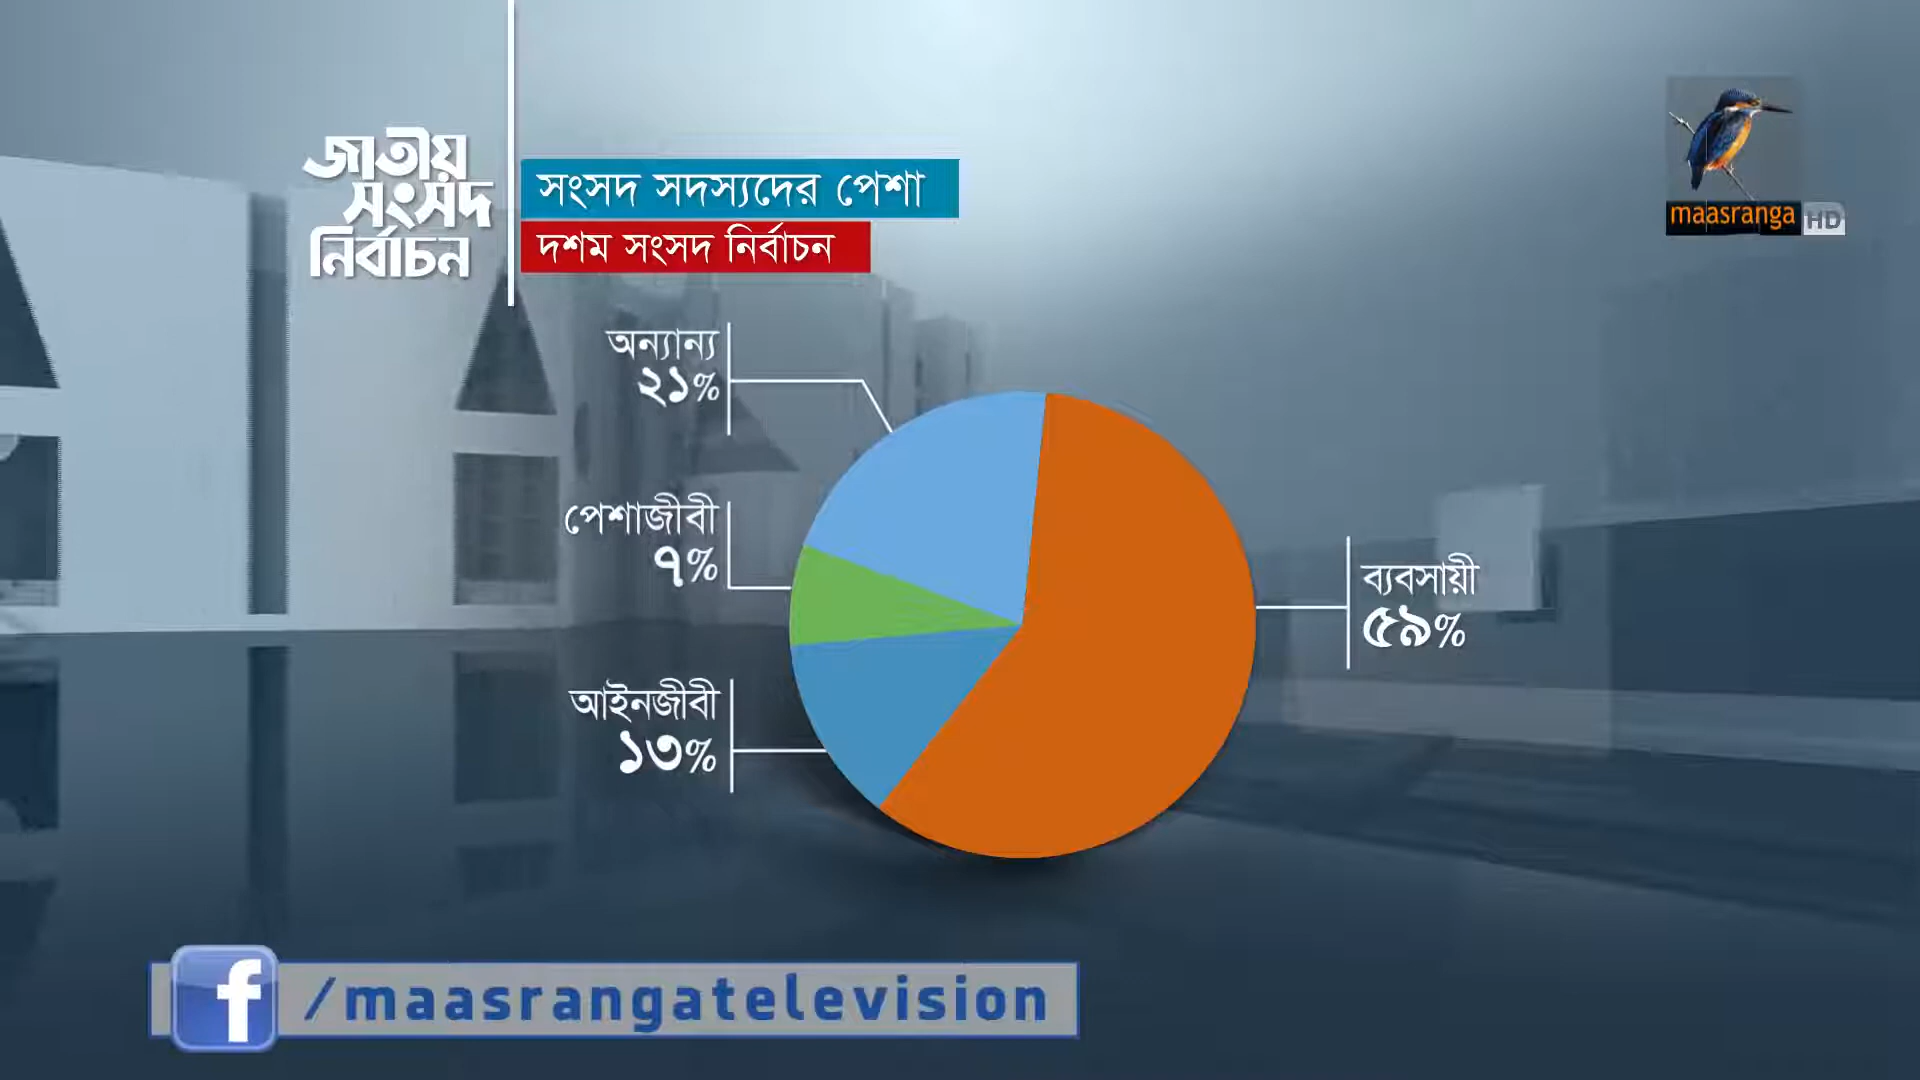 জাতীয়
সংসদ
নির্বাচন
সংসদ সদস্যদের পেশা
দশম সংসদ নির্বাচন
maasranga HD
অন্যান্য
২১%
পেশাজীবী
৭%
আইনজীবী
১৩%
ব্যবসায়ী
৫৯%
f /maasrangatelevision